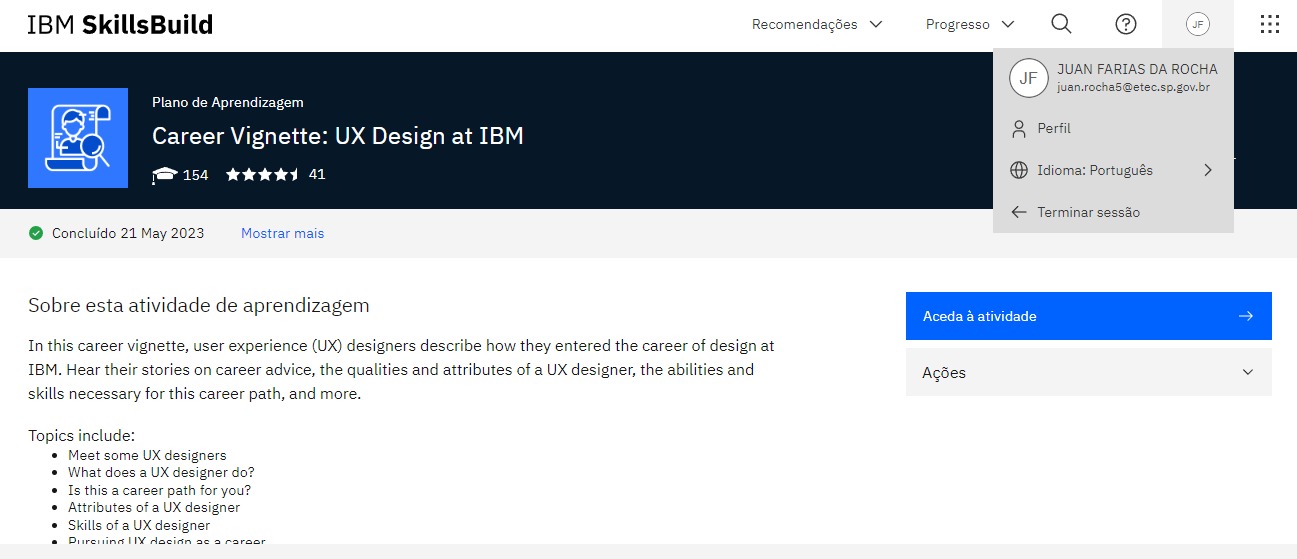 IBM SkillsBuild
Recomendações
Progresso
JF
JF
JUAN FARIAS DA ROCHA
juan.rocha5@etec.sp.gov.br
Perfil
Idioma: Português
Terminar sessão
Plano de Aprendizagem
Career Vignette: UX Design at IBM
154
41
Concluído 21 May 2023
Mostrar mais
Sobre esta atividade de aprendizagem
In this career vignette, user experience (UX) designers describe how they entered the career of design at
IBM. Hear their stories on career advice, the qualities and attributes of a UX designer, the abilities and
skills necessary for this career path, and more.
Topics include:
Meet some UX designers
What does a UX designer do?
Is this a career path for you?
Attributes of a UX designer
Skills of a UX designer
Pursuing UX design as a career
Aceda à atividade
Ações